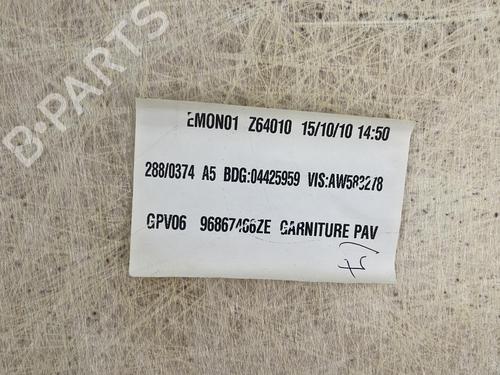 B-PARTS
EMON01 Z64010 15/10/10 14:50
288/0374 A5 BDG:04425959 VIS:AW583278
GPV06 96867466ZE GARNITURE PAV